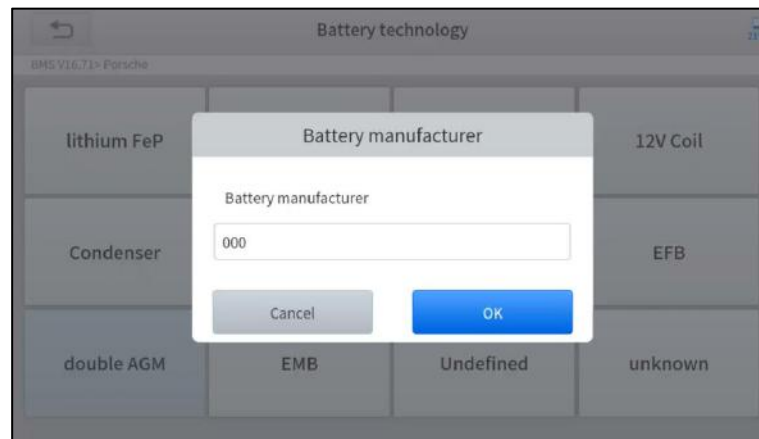 Battery technology
BMS V16.71> Porsche
Battery manufacturer
lithium FeP
12V Coil
Battery manufacturer
000
Condenser
EFB
Cancel
OK
double AGM
EMB
Undefined
unknown